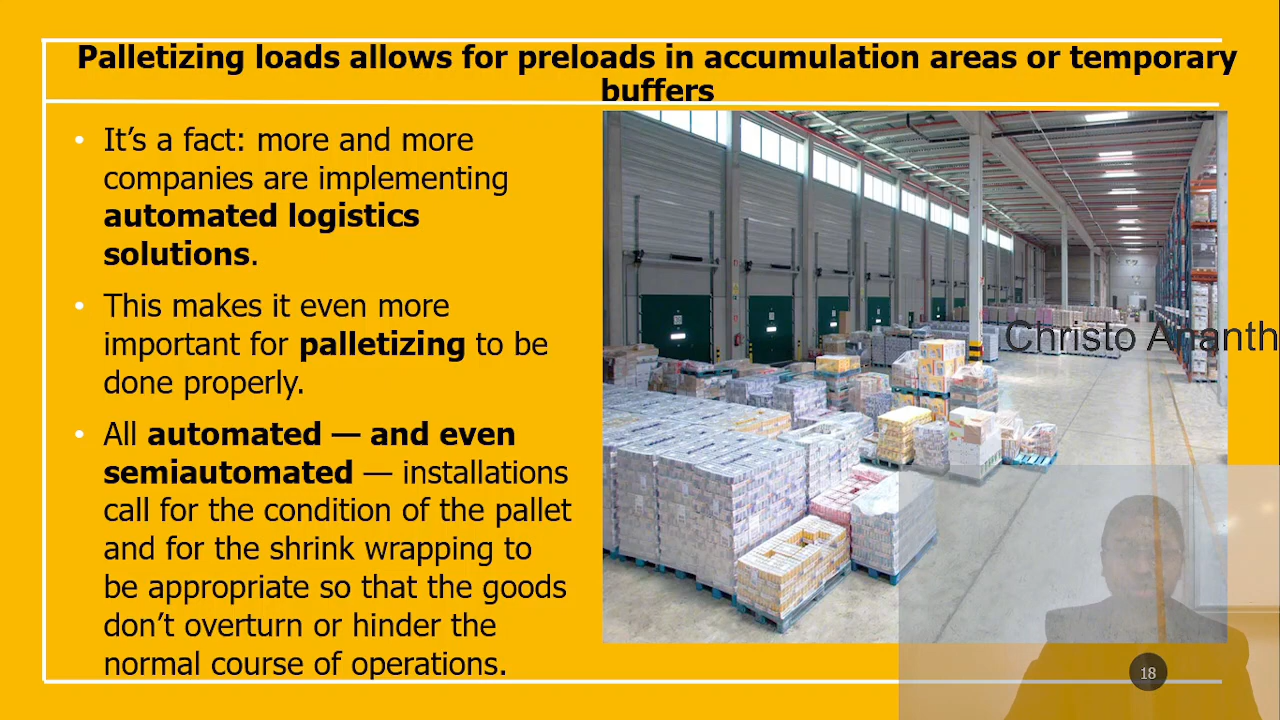 Palletizing loads allows for preloads in accumulation areas or temporary
buffers
• It’s a fact: more and more
companies are implementing
automated logistics
solutions.
• This makes it even more
important for palletizing to be
done properly.
• All automated — and even
semiautomated — installations
call for the condition of the pallet
and for the shrink wrapping to
be appropriate so that the goods
don’t overturn or hinder the
normal course of operations.
Christo Ananth
18